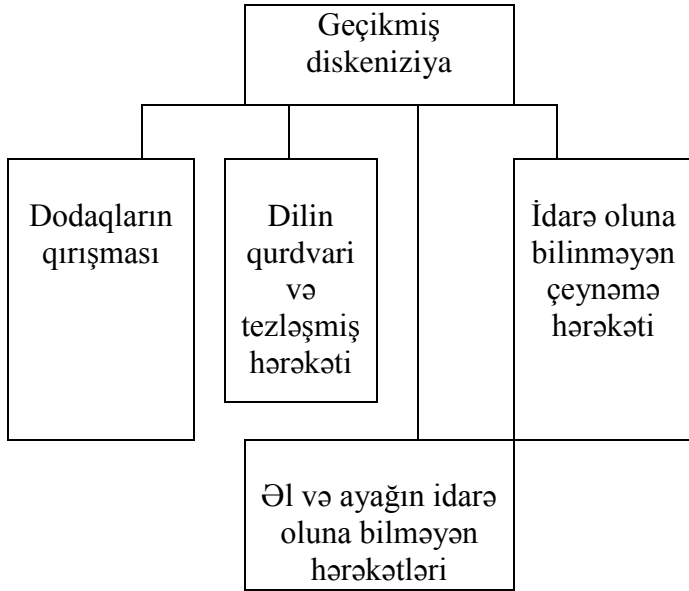 Geçikmiş
diskeniziya
Dodaqların
qırışması
Dilin
qurdvari
və
tezləşmiş
hərəkəti
İdarə oluna
bilinməyən
çeynəmə
hərəkəti
Əl və ayağın idarə
oluna bilməyən
hərəkətləri